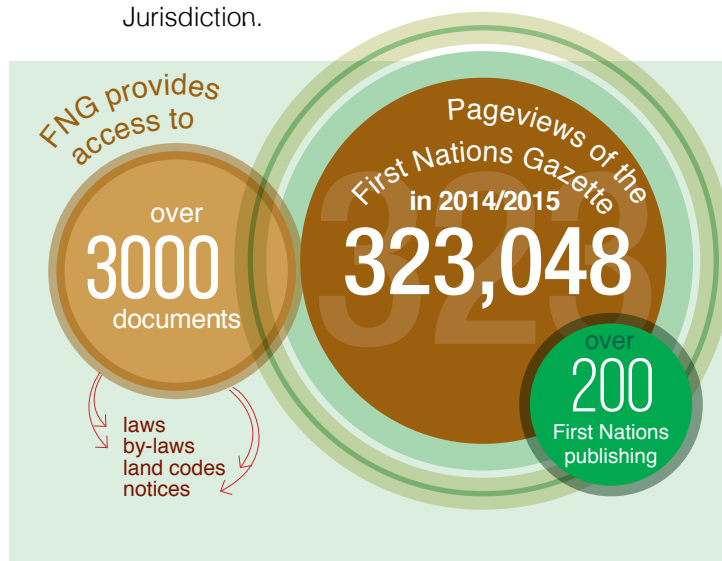 Jurisdiction.
FNG provides
access to
over
3000
documents
laws
by-laws
land codes
notices
Pageviews of the
First Nations Gazette
in 2014/2015
323
323,048
over
200
First Nations
publishing